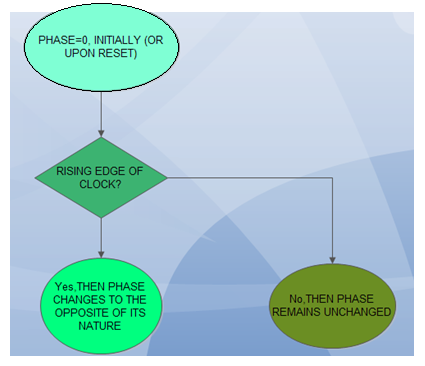 PHASE=0, INITIALLY (OR
UPON RESET)
RISING EDGE OF
CLOCK?
Yes,THEN PHASE
CHANGES TO THE
OPPOSITE OF ITS
NATURE
No,THEN PHASE
REMAINS UNCHANGED